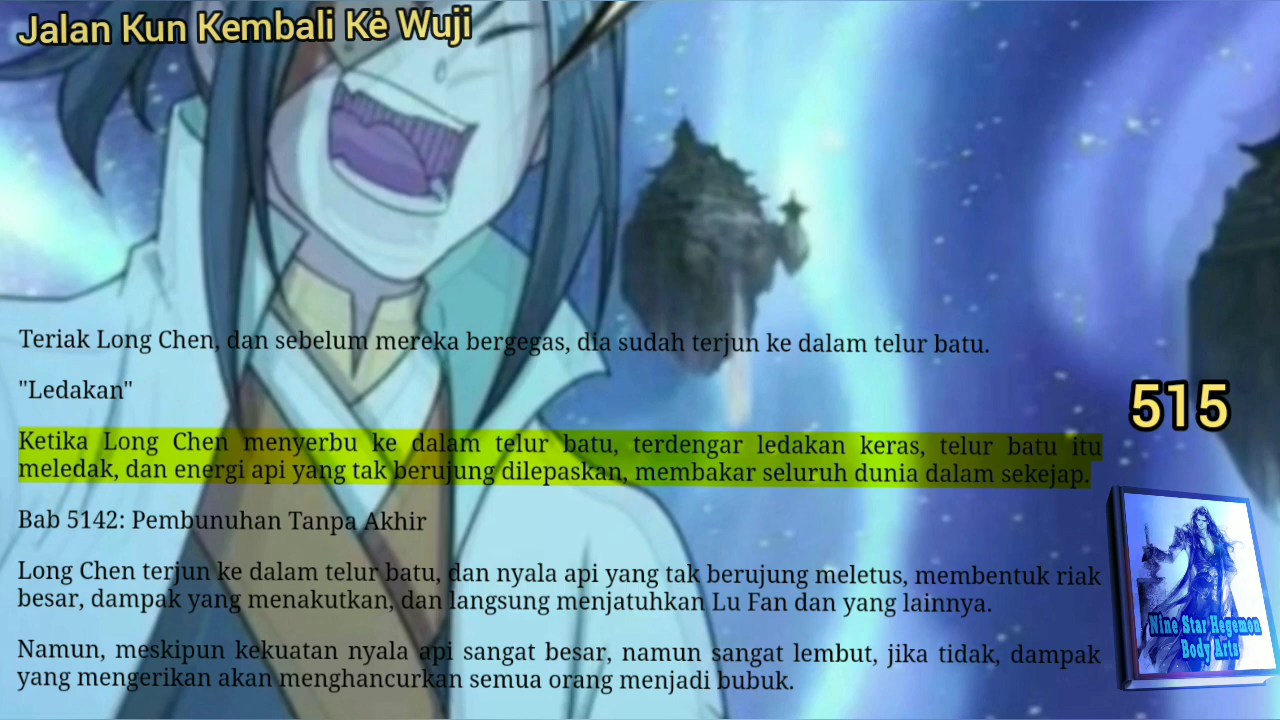 Jalan Kun Kembali Ke Wuji
Teriak Long Chen, dan sebelum mereka bergegas, dia sudah terjun ke dalam telur batu.
"Ledakan"
515
Ketika Long Chen menyerbu ke dalam telur batu, terdengar ledakan keras, telur batu itu
meledak, dan energi api yang tak berujung dilepaskan, membakar seluruh dunia dalam sekejap.
Bab 5142: Pembunuhan Tanpa Akhir
Long Chen terjun ke dalam telur batu, dan nyala api yang tak berujung meletus, membentuk riak
besar, dampak yang menakutkan, dan langsung menjatuhkan Lu Fan dan yang lainnya.
Nine Star Hegemon
Body Arts
Namun, meskipun kekuatan nyala api sangat besar, namun sangat lembut, jika tidak, dampak
yang mengerikan akan menghancurkan semua orang menjadi bubuk.